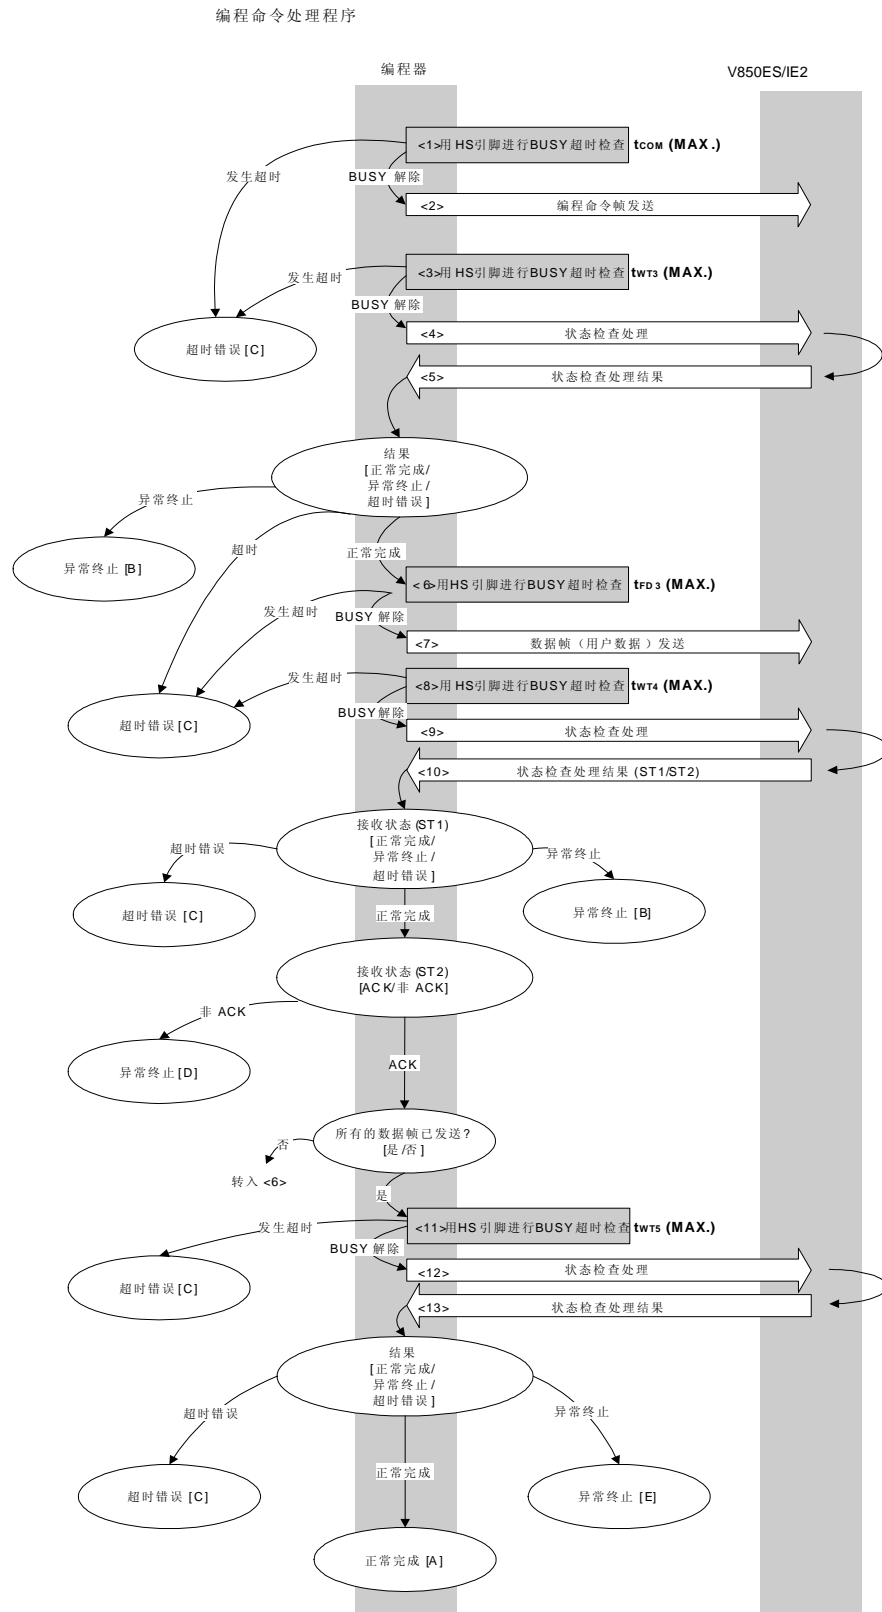 编程命令处理程序
编程器
V850ES/IE2
<1>用 HS引脚进行BUSY 超时检查 tCOM (MAX.)
发生超时
BUSY 解除
<2> 编程命令帧发送
<3>用 HS引脚进行BUSY 超时检查 tWT3 (MAX.)
发生超时
BUSY 解除
<4> 状态检查处理
超时错误 [C]
<5> 状态检查处理结果
结果
[正常完成/
异常终止 /
超时错误 ]
异常终止
超时
正常完成
异常终止 [B]
<6>用HS 引脚进行BUSY 超时检查 tFD3 (MAX.)
发生超时
BUSY 解除
<7> 数据帧（用户数据）发送
<8>用 HS引脚进行BUSY 超时检查 tWT4 (MAX.)
发生超时
BUSY 解除
超时错误 [C]
<9> 状态检查处理
<10> 状态检查处理结果 (ST1/ST2)
接收状态 (ST1)
[正常完成/
异常终止 /
超时错误 ]
超时错误
异常终止
超时错误 [C]
异常终止 [B]
正常完成
接收状态 (ST2)
[ACK/非 ACK]
非 ACK
异常终止 [D]
ACK
所有的数据帧已发送?
[是 /否 ]
否
转入 <6>
是
<11>用HS 引脚进行BUSY 超时检查 tWT5 (MAX.)
发生超时
BUSY 解除
<12> 状态检查处理
超时错误 [C]
<13> 状态检查处理结果
结果
[正常完成/
异常终止 /
超时错误 ]
超时错误
异常终止
正常完成
超时错误 [C]
异常终止 [E]
正常完成 [A]